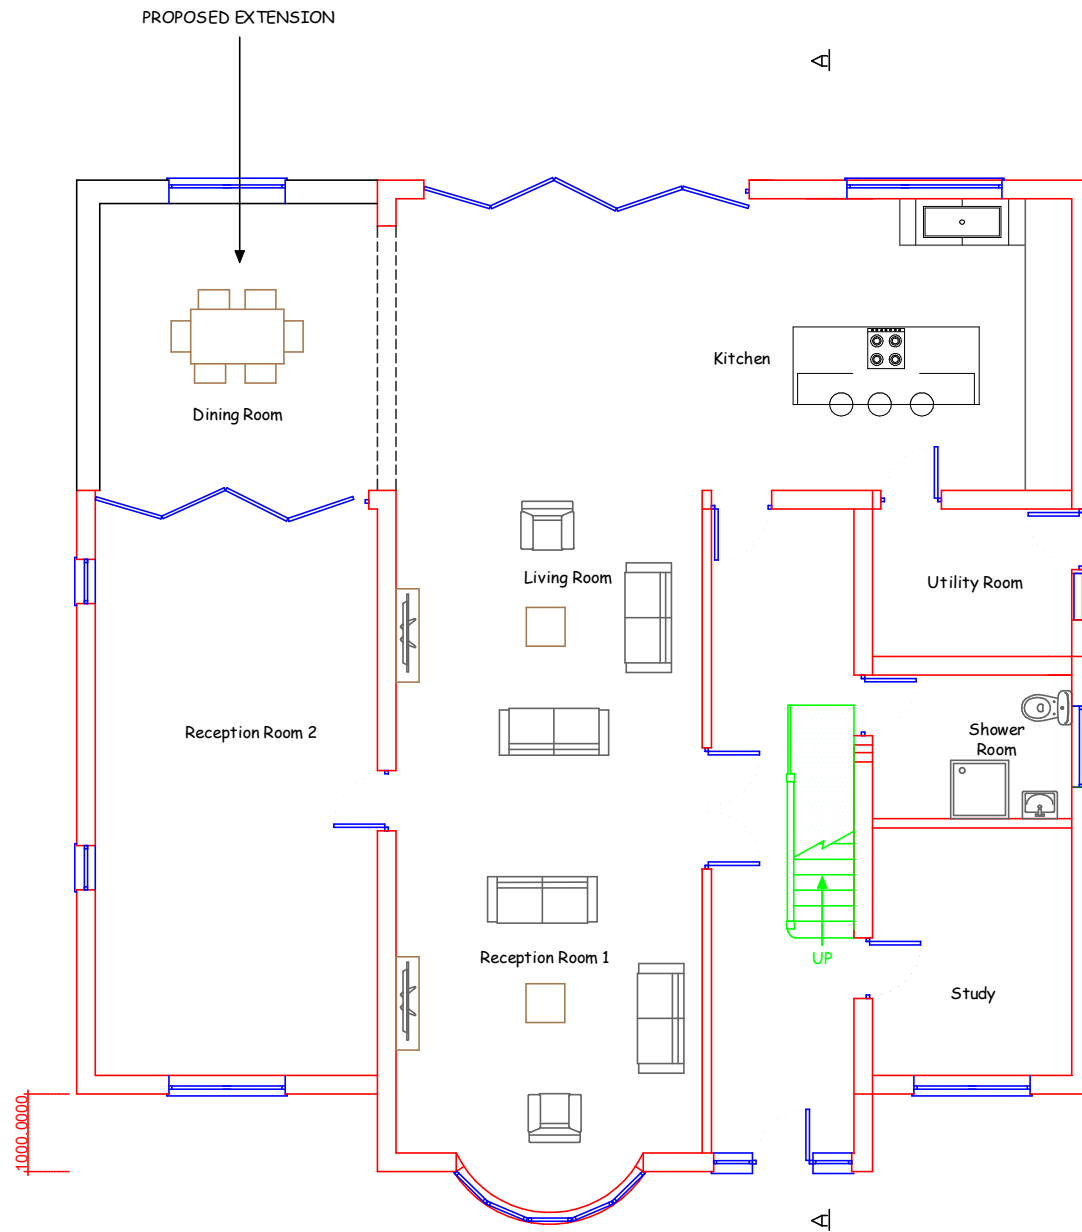 PROPOSED EXTENSION
A
Kitchen
Dining Room
Living Room
Utility Room
Reception Room 2
Shower
Room
Reception Room 1
UP
Study
1000.0000
A